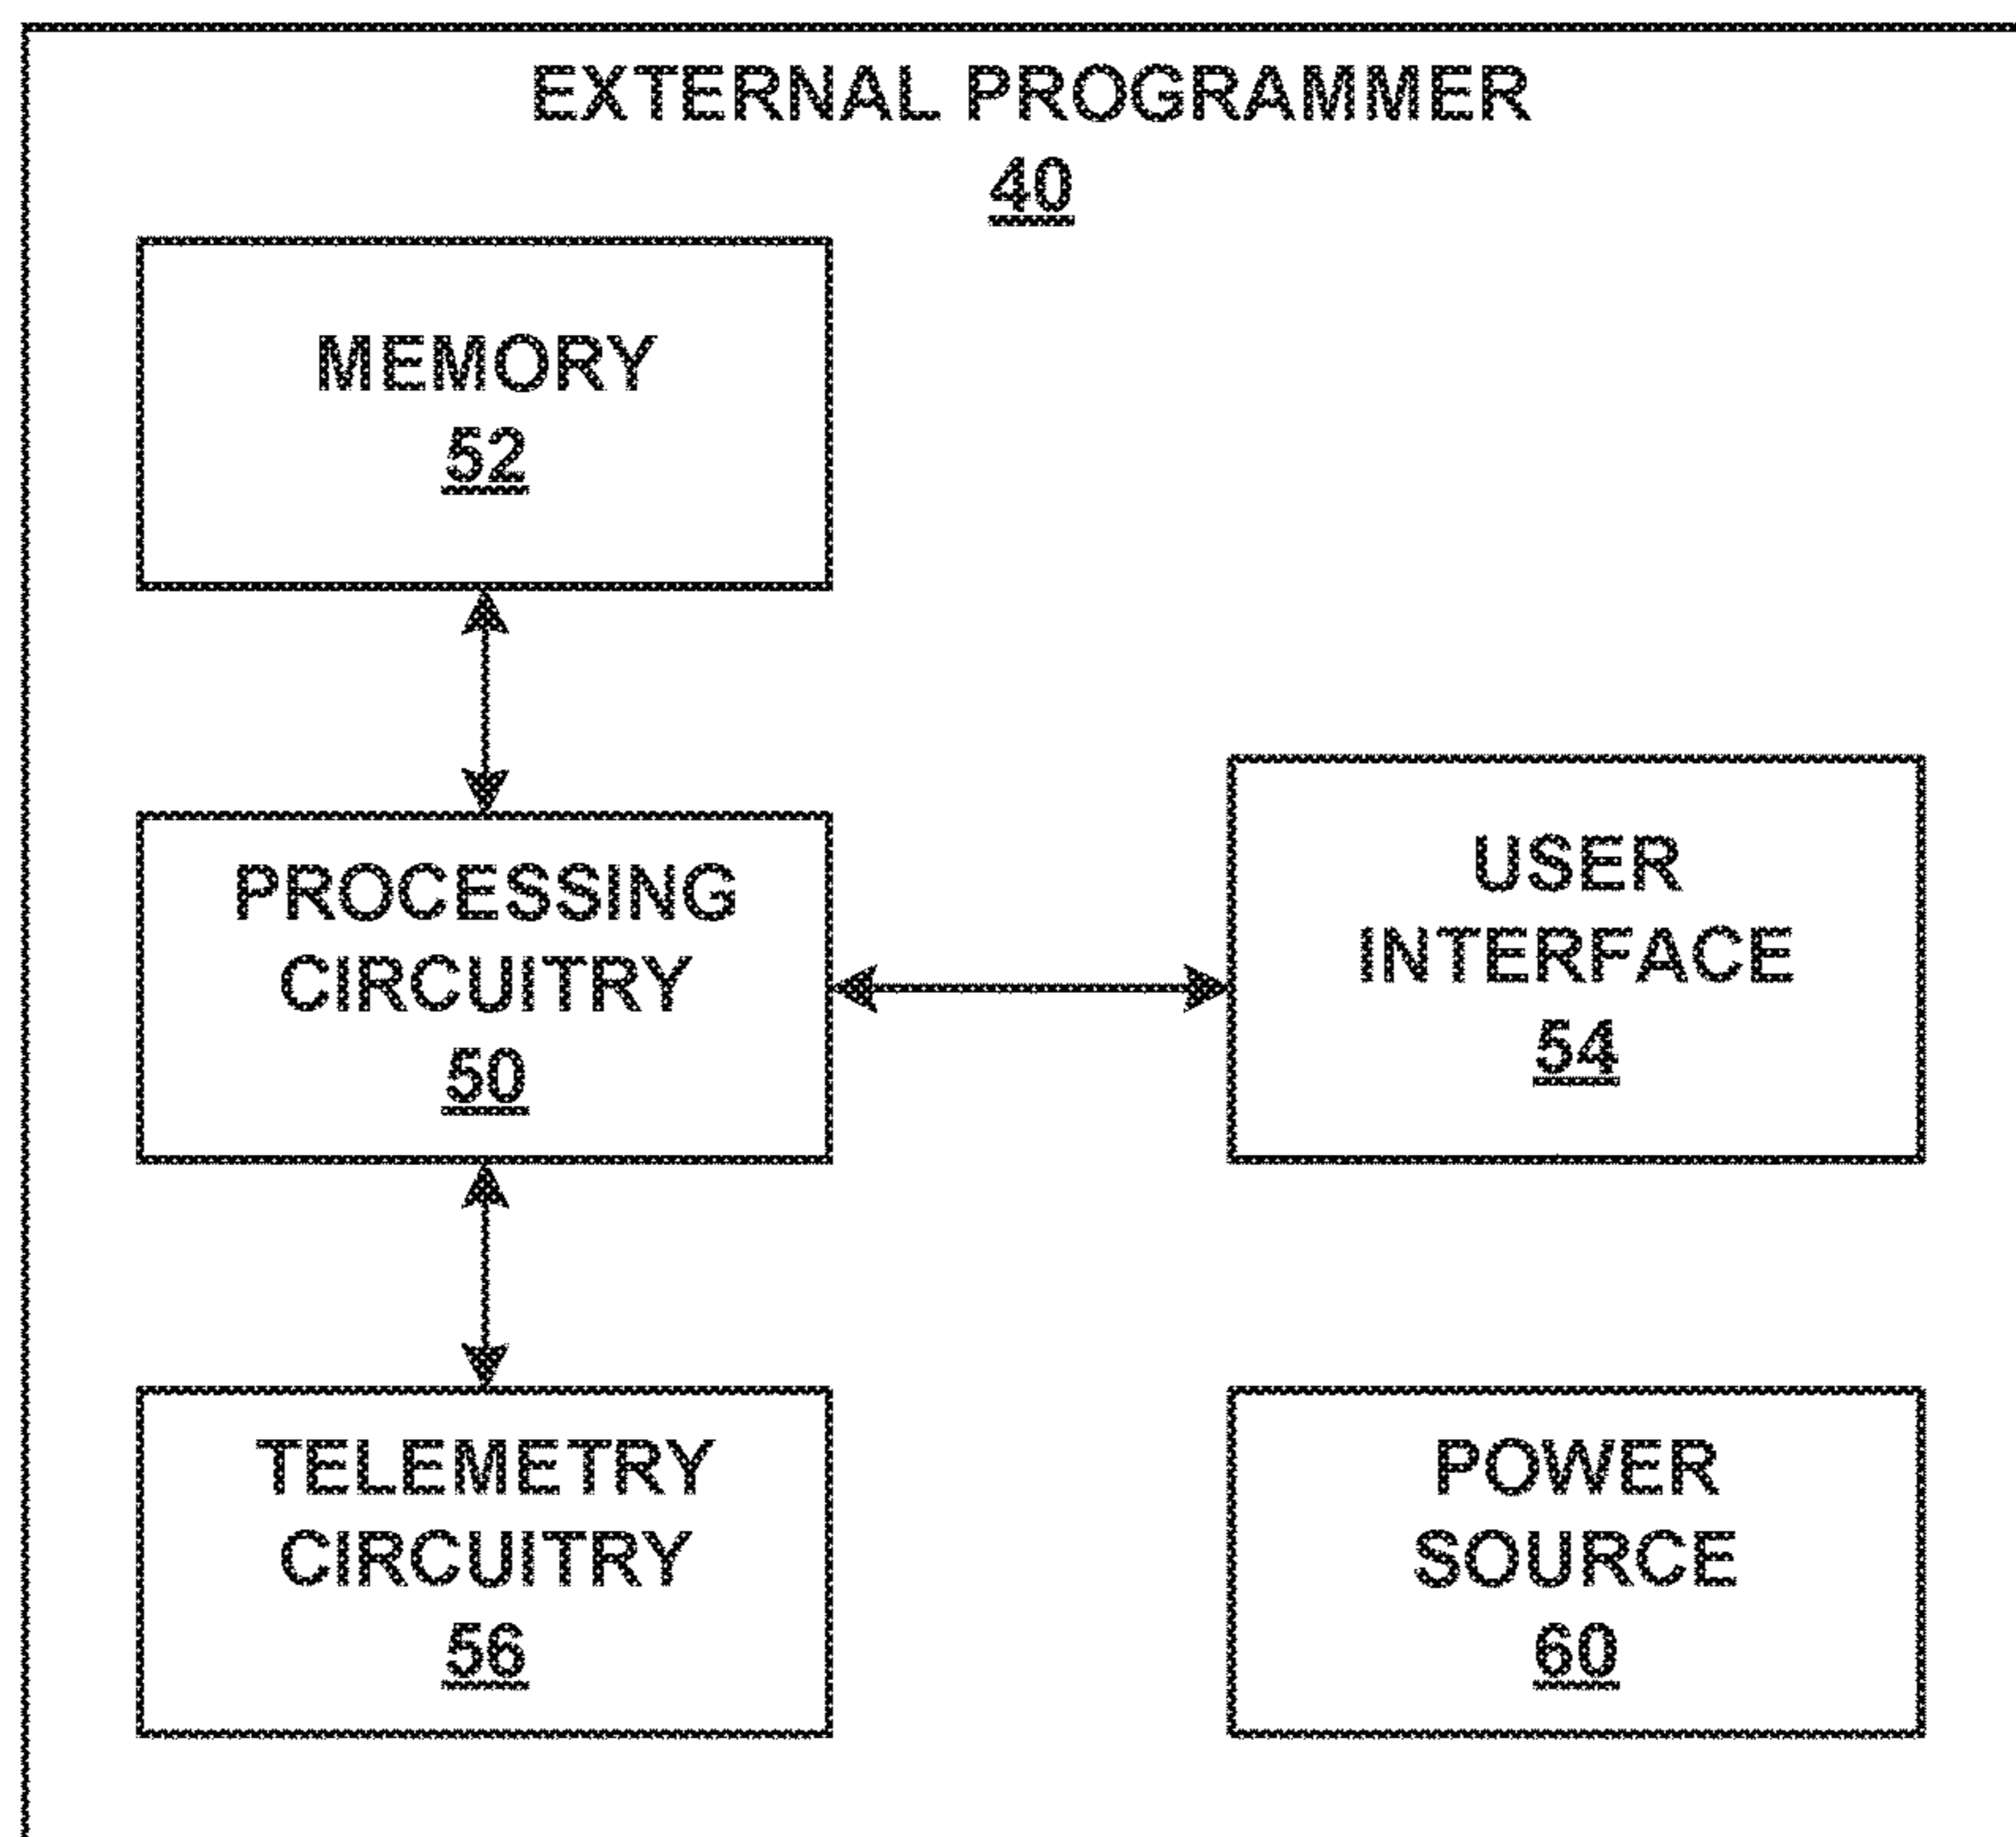 EXTERNAL PROGRAMMER
40
MEMORY
52
PROCESSING
CIRCUITRY
50
USER
INTERFACE
54
TELEMETRY
CIRCUITRY
56
POWER
SOURCE
60